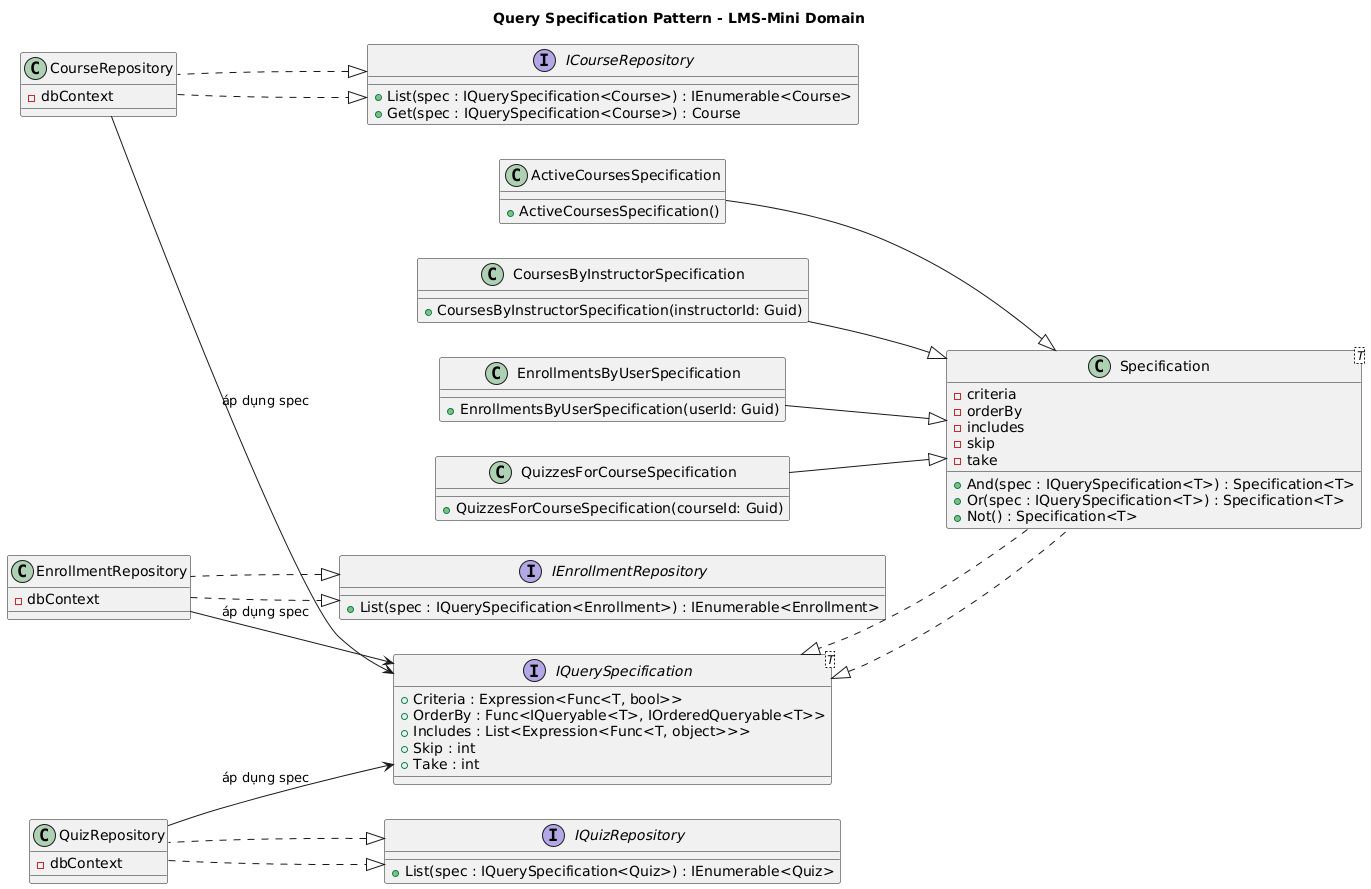 Query Specification Pattern - LMS-Mini Domain
C CourseRepository
dbContext
I ICourseRepository
List(spec : IQuerySpecification<Course>) : IEnumerable<Course>
Get(spec : IQuerySpecification<Course>) : Course
C ActiveCoursesSpecification
ActiveCoursesSpecification()
C CoursesByInstructorSpecification
CoursesByInstructorSpecification(instructorId: Guid)
C EnrollmentsByUserSpecification
EnrollmentsByUserSpecification(userId: Guid)
C QuizzesForCourseSpecification
QuizzesForCourseSpecification(courseId: Guid)
C Specification
T
criteria
orderBy
includes
skip
take
And(spec : IQuerySpecification<T>) : Specification<T>
Or(spec : IQuerySpecification<T>) : Specification<T>
Not() : Specification<T>
áp dụng spec
C EnrollmentRepository
dbContext
I IEnrollmentRepository
List(spec : IQuerySpecification<Enrollment>) : IEnumerable<Enrollment>
áp dụng spec
I IQuerySpecification
T
Criteria : Expression<Func<T, bool>>
OrderBy : Func<IQueryable<T>, IOrderedQueryable<T>>
Includes : List<Expression<Func<T, object>>>
Skip : int
Take : int
áp dụng spec
C QuizRepository
dbContext
I IQuizRepository
List(spec : IQuerySpecification<Quiz>) : IEnumerable<Quiz>